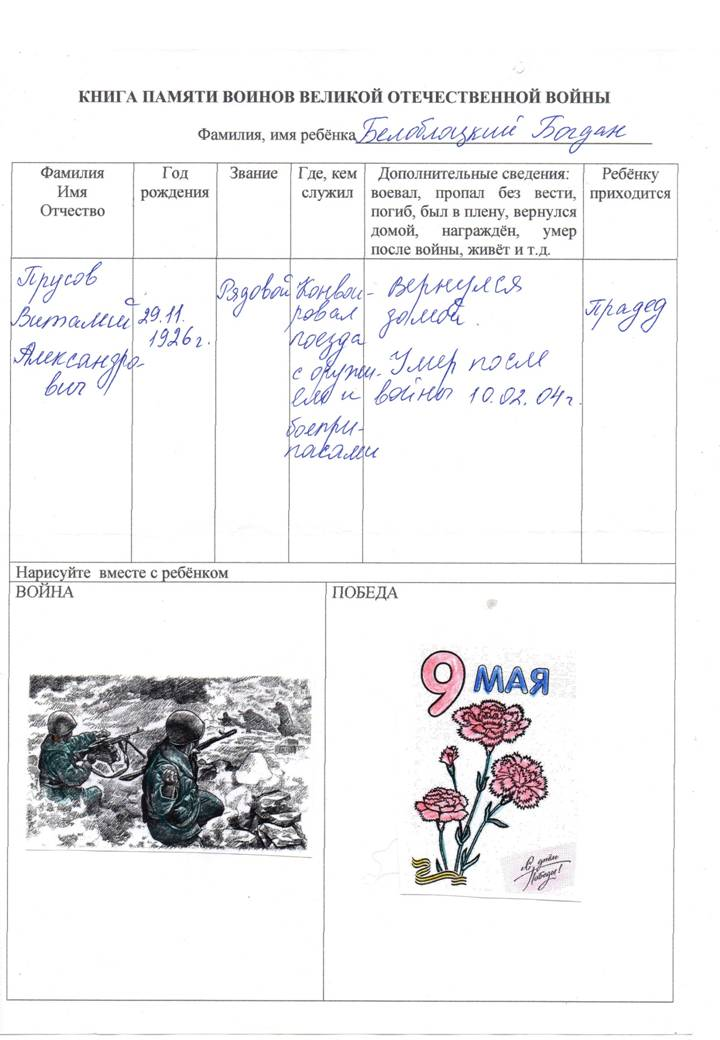 КНИГА ПАМЯТИ ВОИНОВ ВЕЛИКОЙ ОТЕЧЕСТВЕННОЙ ВОЙНЫ
Фамилия, имя ребёнка Белоблоцкий Богдан
Фамилия
Имя
Отчество
Год
рождения
Звание
Где, кем
служил
Дополнительные сведения:
воевал, пропал без вести,
погиб, был в плену, вернулся
домой, награждён, умер
после войны, живёт и т.д.
Ребёнку
приходится
Прусов
Виталий
Александро-
вич
29.11.
1926г.
Рядовой
Конвои-
ровал
поезда
с оружи-
ем и
боепри-
пасами
Вернулся
домой.
Умер после
войны 10.02.04г.
Прадед
Нарисуйте вместе с ребёнком
ВОЙНА
ПОБЕДА
9 МАЯ
С днём
Победы!